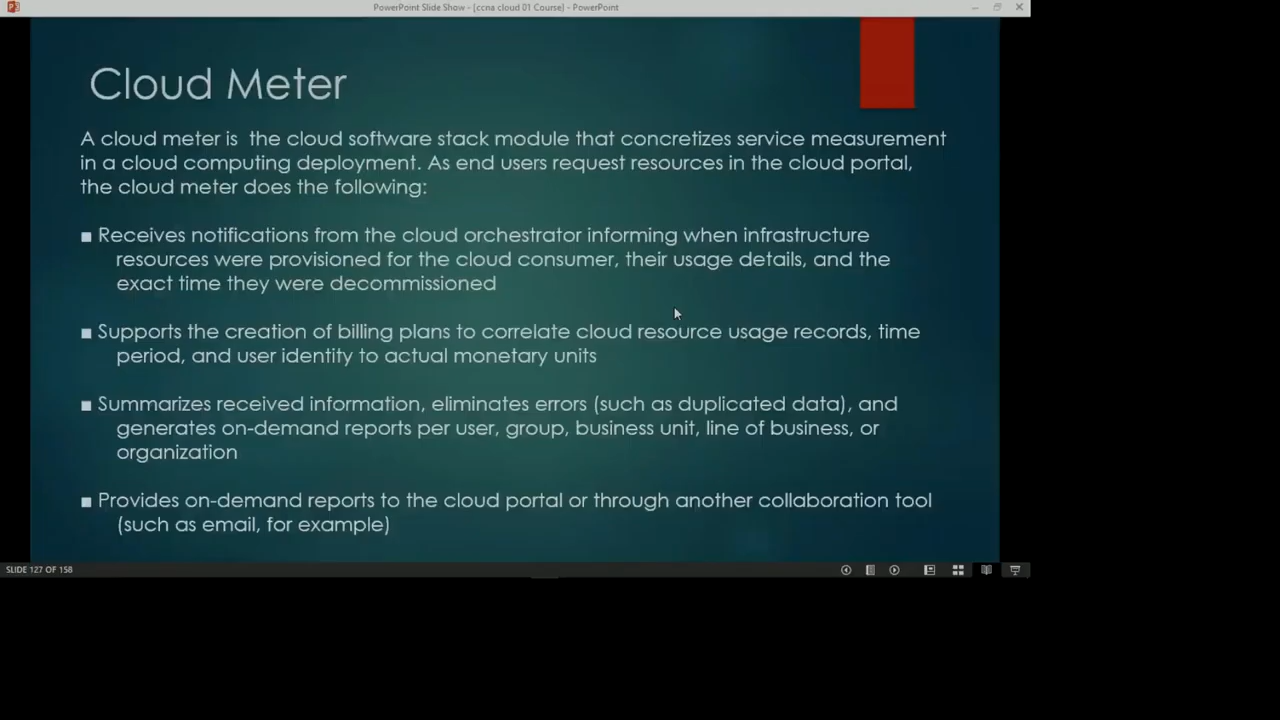 PowerPoint Slide Show - [ccna cloud 01 Course] - PowerPoint
Cloud Meter
A cloud meter is  the cloud software stack module that concretizes service measurement
in a cloud computing deployment. As end users request resources in the cloud portal,
the cloud meter does the following:
■ Receives notifications from the cloud orchestrator informing when infrastructure
resources were provisioned for the cloud consumer, their usage details, and the
exact time they were decommissioned
■ Supports the creation of billing plans to correlate cloud resource usage records, time
period, and user identity to actual monetary units
■ Summarizes received information, eliminates errors (such as duplicated data), and
generates on-demand reports per user, group, business unit, line of business, or
organization
■ Provides on-demand reports to the cloud portal or through another collaboration tool
(such as email, for example)
SLIDE 127 OF 158